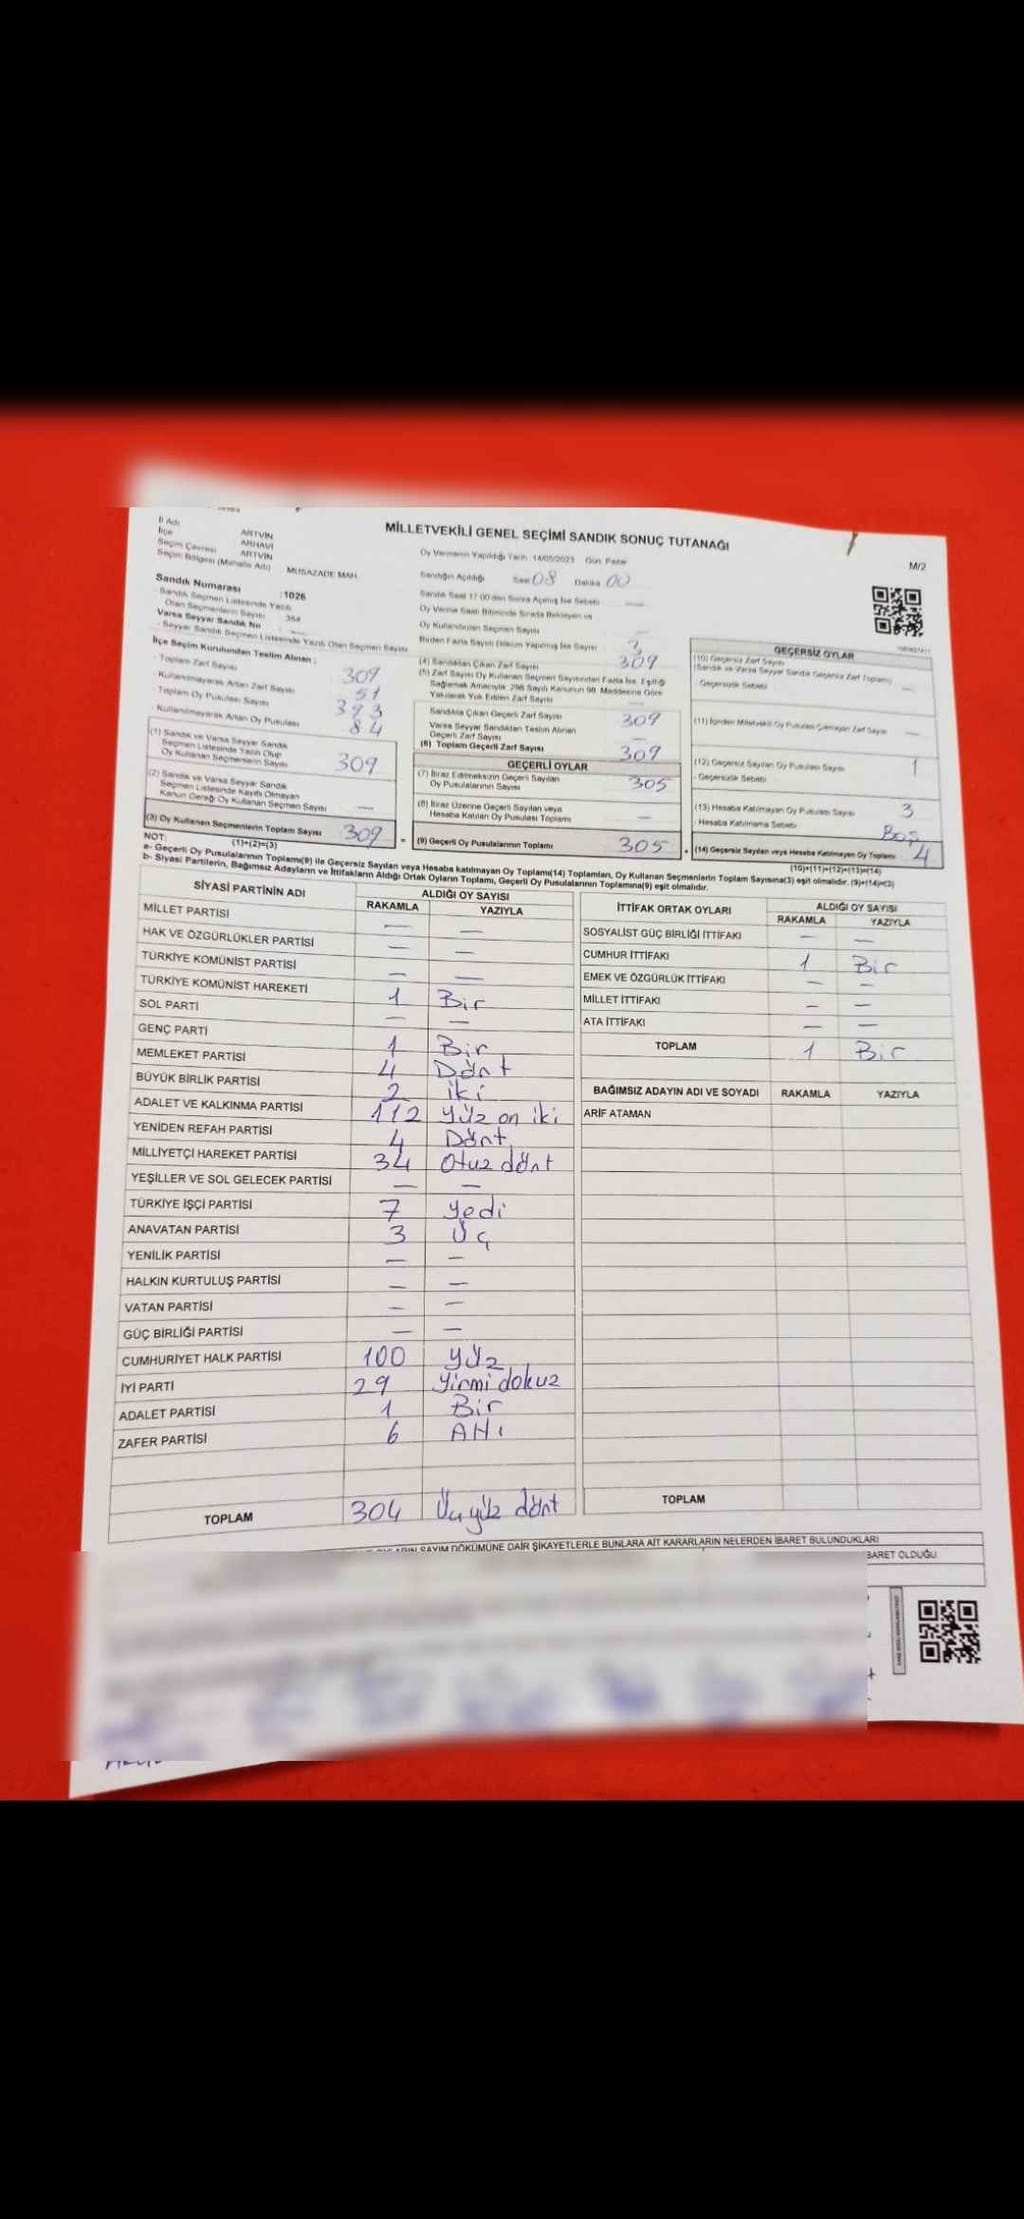 MİLLETVEKİLİ GENEL SEÇİMİ SANDIK SONUÇ TUTANAĞI
M/2
İl Adı ARTVİN
İlçe ARHAVİ
Seçim Çevresi ARTVİN
Seçim Bölgesi (Mahalle Adı) MUSAZADE MAH.
Oy Vermenin Yapıldığı Tarih :14/05/2023 Gün: Pazar
Sandığın Açıldığı Saat 08 Dakika 00
Sandık Numarası :1026
- Sandık Seçmen Listesinde Yazılı
Olan Seçmenlerin Sayısı 354
Varsa Seyyar Sandık No —
- Seyyar Sandık Seçmen Listesinde Yazılı Olan Seçmen Sayısı
Sandık Saat 17.00'den Sonra Açılmış İse Sebebi —
Oy Verme Saati Bitiminde Sırada Bekleyen ve
Oy Kullandırılan Seçmen Sayısı —
Birden Fazla Sayılı Döküm Yapılmış İse Sayısı
İlçe Seçim Kurulundan Teslim Alınan :
- Toplam Zarf Sayısı
- Kullanılmayarak Artan Zarf Sayısı 51
- Toplam Oy Pusulası Sayısı 393
- Kullanılmayarak Artan Oy Pusulası 84
(1) Sandık ve Varsa Seyyar Sandık
Seçmen Listesinde Yazılı Olup
Oy Kullanan Seçmenlerin Sayısı 309
(2) Sandık ve Varsa Seyyar Sandık
Seçmen Listesinde Kayıtlı Olmayan
Kanun Gereği Oy Kullanan Seçmen Sayısı —
(3) Oy Kullanan Seçmenlerin Toplam Sayısı 309
(1)+(2)=(3)
(4) Sandıktan Çıkan Zarf Sayısı 309
(5) Zarf Sayısı Oy Kullanan Seçmen Sayısından Fazla İse, Eşitliği
Sağlamak Amacıyla, 298 Sayılı Kanunun 98. Maddesine Göre
Yakılarak Yok Edilen Zarf Sayısı —
Sandıkta Çıkan Geçerli Zarf Sayısı 309
Varsa Seyyar Sandıktan Teslim Alınan
Geçerli Zarf Sayısı —
(6) Toplam Geçerli Zarf Sayısı 309
GEÇERLİ OYLAR
(7) İtiraz Edilmeksizin Geçerli Sayılan
Oy Pusulalarının Sayısı 305
(8) İtiraz Üzerine Geçerli Sayılan veya
Hesaba Katılan Oy Pusulası Toplamı —
= (9) Geçerli Oy Pusulalarının Toplamı 305
GEÇERSİZ OYLAR
(10) Geçersiz Zarf Sayısı
(Sandık ve Varsa Seyyar Sandık Geçersiz Zarf Toplamı) —
- Geçersizlik Sebebi
(11) İçinden Milletvekili Oy Pusulası Çıkmayan Zarf Sayısı —
(12) Geçersiz Sayılan Oy Pusulası Sayısı 1
- Geçersizlik Sebebi
(13) Hesaba Katılmayan Oy Pusulası Sayısı 3
- Hesaba Katılmama Sebebi Boş
+ (14) Geçersiz Sayılan veya Hesaba Katılmayan Oy Toplamı 4
(10)+(11)+(12)+(13)=(14)
NOT:
a- Geçerli Oy Pusulalarının Toplamı(9) ile Geçersiz Sayılan veya Hesaba katılmayan Oy Toplamı(14) Toplamları, Oy Kullanan Seçmenlerin Toplam Sayısına(3) eşit olmalıdır. (9)+(14)=(3)
b- Siyasi Partilerin, Bağımsız Adayların ve İttifakların Aldığı Ortak Oyların Toplamı, Geçerli Oy Pusulalarının Toplamına(9) eşit olmalıdır.
SİYASİ PARTİNİN ADI ALDIĞI OY SAYISI
RAKAMLA YAZIYLA
MİLLET PARTİSİ — —
HAK VE ÖZGÜRLÜKLER PARTİSİ — —
TÜRKİYE KOMÜNİST PARTİSİ — —
TÜRKİYE KOMÜNİST HAREKETİ 1 Bir
SOL PARTİ — —
GENÇ PARTİ 1 Bir
MEMLEKET PARTİSİ 4 Dört
BÜYÜK BİRLİK PARTİSİ 2 iki
ADALET VE KALKINMA PARTİSİ 112 yüz on iki
YENİDEN REFAH PARTİSİ 4 Dört
MİLLİYETÇİ HAREKET PARTİSİ 34 Otuz dört
YEŞİLLER VE SOL GELECEK PARTİSİ — —
TÜRKİYE İŞÇİ PARTİSİ 7 yedi
ANAVATAN PARTİSİ 3 Üç
YENİLİK PARTİSİ — —
HALKIN KURTULUŞ PARTİSİ — —
VATAN PARTİSİ — —
GÜÇ BİRLİĞİ PARTİSİ — —
CUMHURİYET HALK PARTİSİ 100 yüz
İYİ PARTİ 29 yirmi dokuz
ADALET PARTİSİ 1 Bir
ZAFER PARTİSİ 6 Altı
TOPLAM 304 Üçyüz dört
İTTİFAK ORTAK OYLARI ALDIĞI OY SAYISI
RAKAMLA YAZIYLA
SOSYALİST GÜÇ BİRLİĞİ İTTİFAKI — —
CUMHUR İTTİFAKI 1 Bir
EMEK VE ÖZGÜRLÜK İTTİFAKI — —
MİLLET İTTİFAKI — —
ATA İTTİFAKI — —
TOPLAM 1 Bir
BAĞIMSIZ ADAYIN ADI VE SOYADI RAKAMLA YAZIYLA
ARİF ATAMAN
TOPLAM
SAYIM DÖKÜMÜNE DAİR ŞİKAYETLERLE BUNLARA AİT KARARLARIN NELERDEN İBARET BULUNDUKLARI
İBARET OLDUĞU